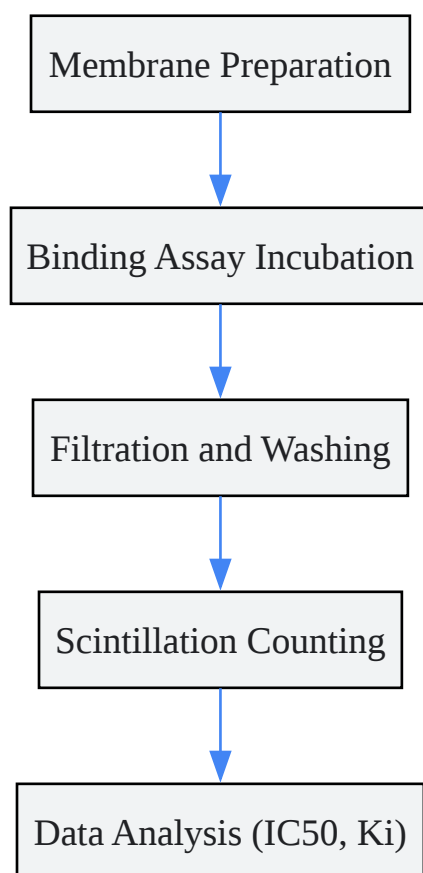 Membrane Preparation
Binding Assay Incubation
Filtration and Washing
Scintillation Counting
Data Analysis (IC50, Ki)